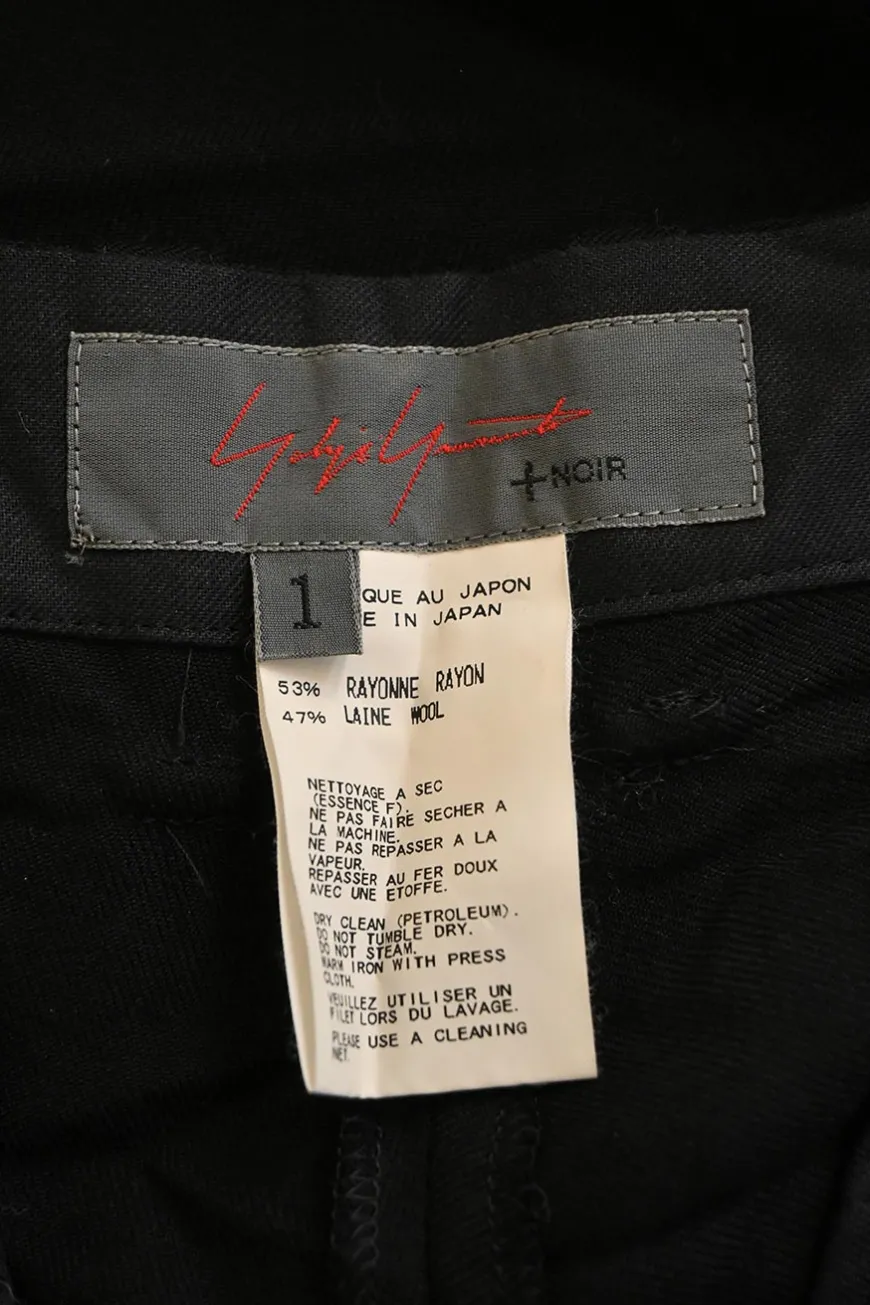 Yohji Yamamoto
+NOIR
1
QUE AU JAPON
E IN JAPAN
53% RAYONNE RAYON
47% LAINE WOOL
NETTOYAGE A SEC
(ESSENCE F).
NE PAS FAIRE SECHER A
LA MACHINE.
NE PAS REPASSER A LA
VAPEUR.
REPASSER AU FER DOUX
AVEC UNE ETOFFE.
DRY CLEAN (PETROLEUM).
DO NOT TUMBLE DRY.
DO NOT STEAM.
WARM IRON WITH PRESS
CLOTH.
VEUILLEZ UTILISER UN
FILET LORS DU LAVAGE.
PLEASE USE A CLEANING
NET.